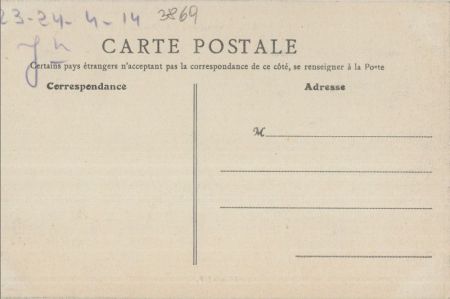 23-24-4-14 3869
CARTE POSTALE
Certains pays étrangers n'acceptant pas la correspondance de ce côté, se renseigner à la Poste
Correspondance
Adresse
M